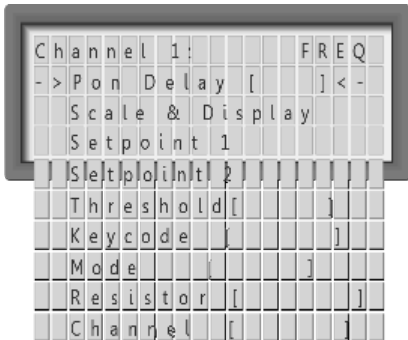 Channel 1: FREQ
->Pon Delay [ ]<-
Scale & Display
Setpoint 1
Setpoint 2
Threshold[ ]
Keycode [ ]
Mode [ ]
Resistor [ ]
Channel [ ]